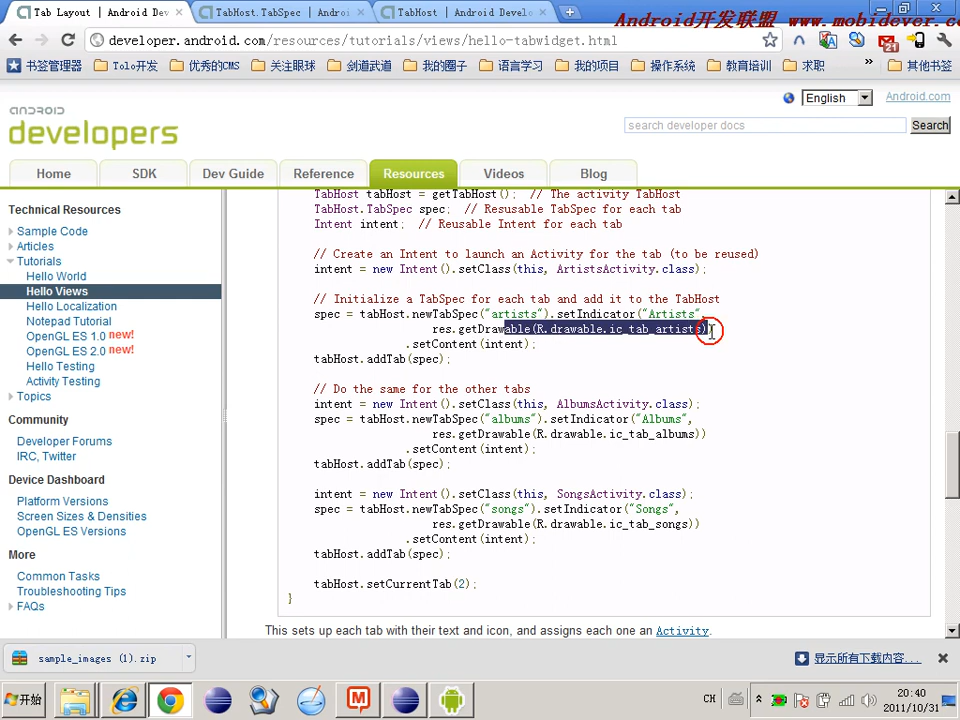 Tab Layout | Android Dev
TabHost.TabSpec | Androi
TabHost | Android Develo
Android开发联盟 www.mobidever.com
developer.android.com/resources/tutorials/views/hello-tabwidget.html
21
书签管理器 Tolo开发 优秀的CMS 关注眼球 剑道武道 我的圈子 语言学习 我的项目 操作系统 教育培训 求职 » 其他书签
English Android.com
ANDROID
developers
search developer docs Search
Home SDK Dev Guide Reference Resources Videos Blog
Technical Resources
Sample Code
Articles
Tutorials
Hello World
Hello Views
Hello Localization
Notepad Tutorial
OpenGL ES 1.0 new!
OpenGL ES 2.0 new!
Hello Testing
Activity Testing
Topics
Community
Developer Forums
IRC, Twitter
Device Dashboard
Platform Versions
Screen Sizes & Densities
OpenGL ES Versions
More
Common Tasks
Troubleshooting Tips
FAQs
TabHost tabHost = getTabHost();  // The activity TabHost
TabHost.TabSpec spec;  // Resusable TabSpec for each tab
Intent intent;  // Reusable Intent for each tab
// Create an Intent to launch an Activity for the tab (to be reused)
intent = new Intent().setClass(this, ArtistsActivity.class);
// Initialize a TabSpec for each tab and add it to the TabHost
spec = tabHost.newTabSpec("artists").setIndicator("Artists",
res.getDrawable(R.drawable.ic_tab_artists))
.setContent(intent);
tabHost.addTab(spec);
// Do the same for the other tabs
intent = new Intent().setClass(this, AlbumsActivity.class);
spec = tabHost.newTabSpec("albums").setIndicator("Albums",
res.getDrawable(R.drawable.ic_tab_albums))
.setContent(intent);
tabHost.addTab(spec);
intent = new Intent().setClass(this, SongsActivity.class);
spec = tabHost.newTabSpec("songs").setIndicator("Songs",
res.getDrawable(R.drawable.ic_tab_songs))
.setContent(intent);
tabHost.addTab(spec);
tabHost.setCurrentTab(2);
}
This sets up each tab with their text and icon, and assigns each one an Activity.
sample_images (1).zip
显示所有下载内容...
开始
CH
20:40
2011/10/31